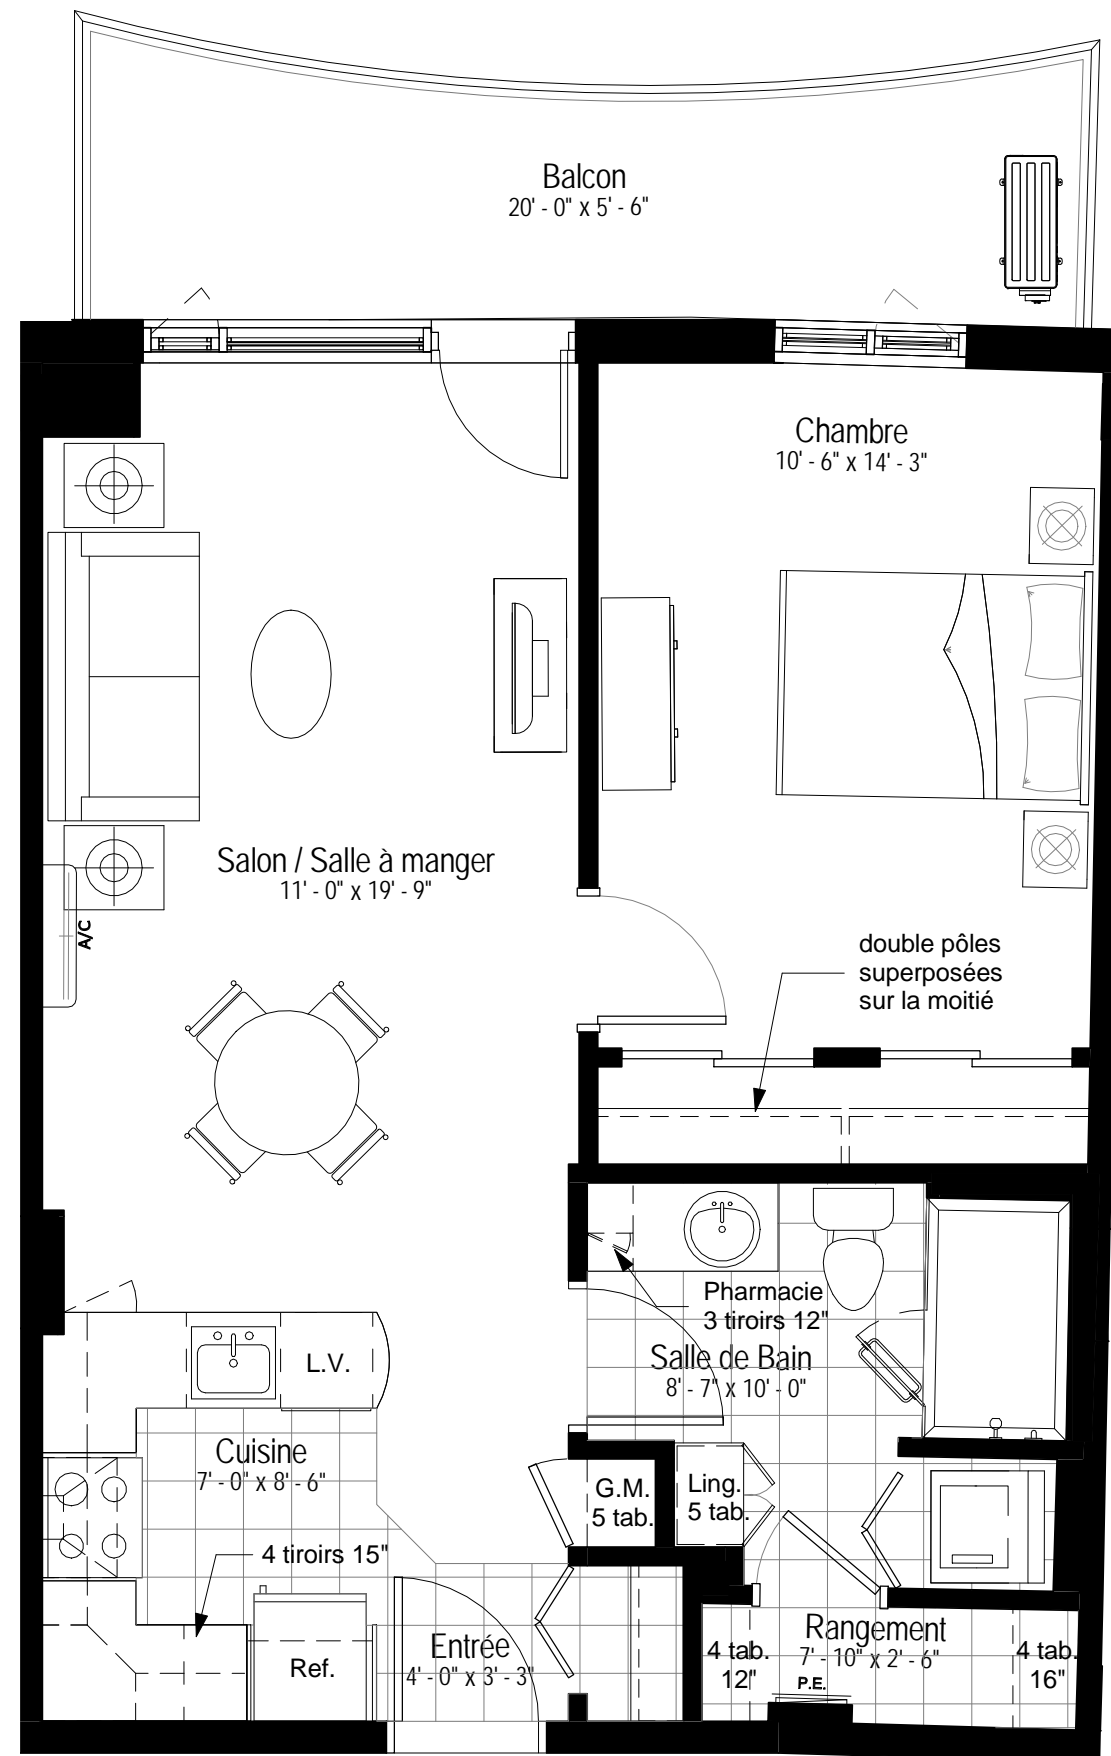 Balcon
20' - 0" x 5' - 6"
Chambre
10' - 6" x 14' - 3"
Salon / Salle à manger
11' - 0" x 19' - 9"
A/C
double pôles
superposées
sur la moitié
Pharmacie
3 tiroirs 12"
Salle de Bain
8' - 7" x 10' - 0"
L.V.
Cuisine
7' - 0" x 8' - 6"
G.M.
5 tab.
Ling.
5 tab.
4 tiroirs 15"
Ref.
Entrée
4' - 0" x 3' - 3"
Rangement
7' - 10" x 2' - 6"
4 tab.
12"
P.E.
4 tab.
16"